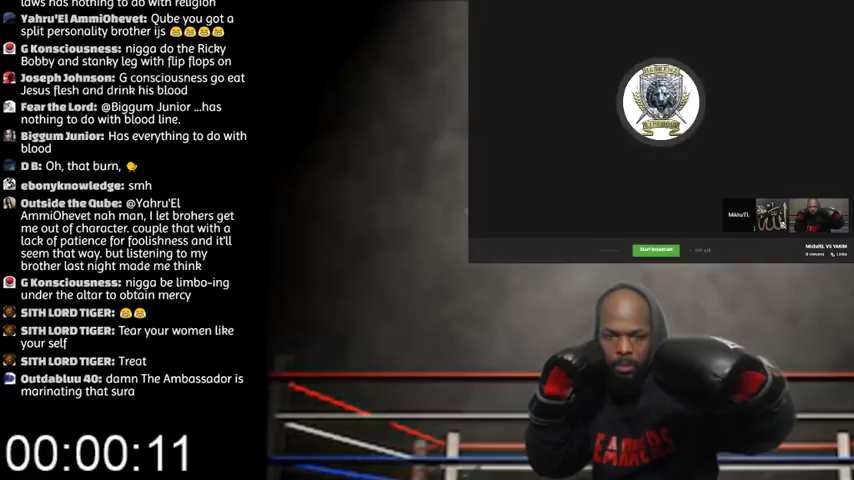 laws has nothing to do with religion
Yahru'El AmmiOhevet: Qube you got a
split personality brother ijs 😂😂😂😂
G Konsciousness: nigga do the Ricky
Bobby and stanky leg with flip flops on
Joseph Johnson: G consciousness go eat
Jesus flesh and drink his blood
Fear the Lord: @Biggum Junior ...has
nothing to do with blood line.
Biggum Junior: Has everything to do with
blood
D B: Oh, that burn, 🐤
ebonyknowledge: smh
Outside the Qube: @Yahru'El
AmmiOhevet nah man, I let brohers get
me out of character. couple that with a
lack of patience for foolishness and it'll
seem that way. but listening to my
brother last night made me think
G Konsciousness: nigga be limbo-ing
under the altar to obtain mercy
SITH LORD TIGER: 😂😂
SITH LORD TIGER: Tear your women like
your self
SITH LORD TIGER: Treat
Outdabluu 40: damn The Ambassador is
marinating that sura
00:00:11